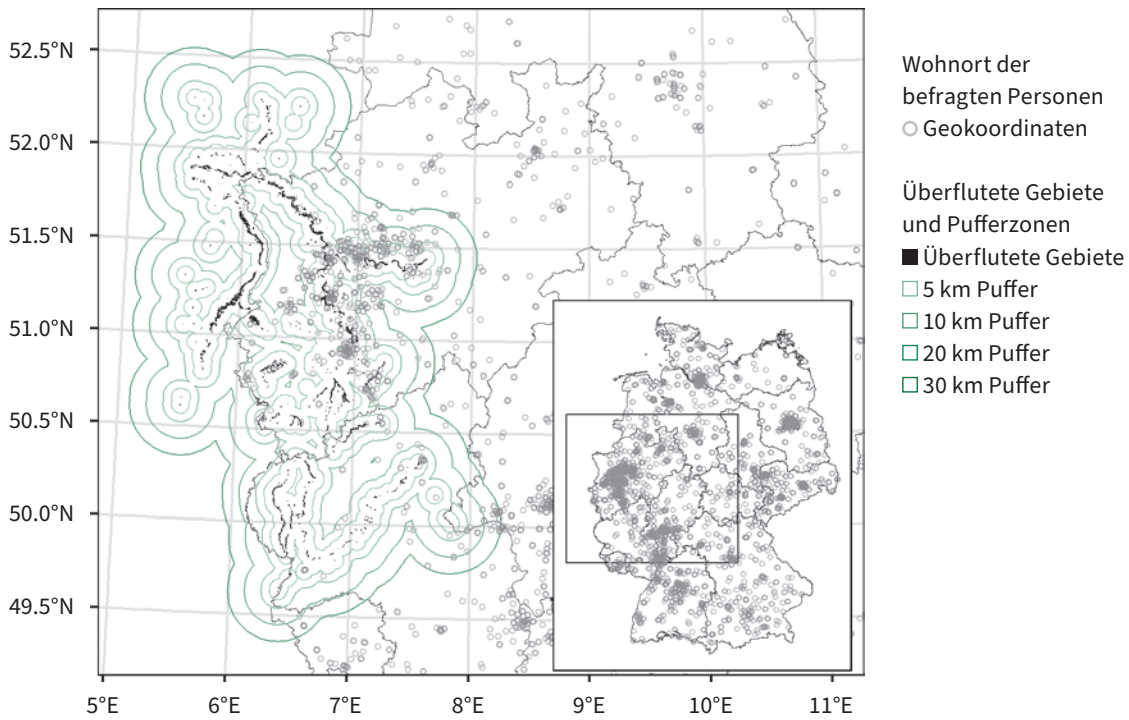 52.5°N
52.0°N
51.5°N
51.0°N
50.5°N
50.0°N
49.5°N
5°E
6°E
7°E
8°E
9°E
10°E
11°E
Wohnort der
befragten Personen
Geokoordinaten
Überflutete Gebiete
und Pufferzonen
Überflutete Gebiete
5 km Puffer
10 km Puffer
20 km Puffer
30 km Puffer